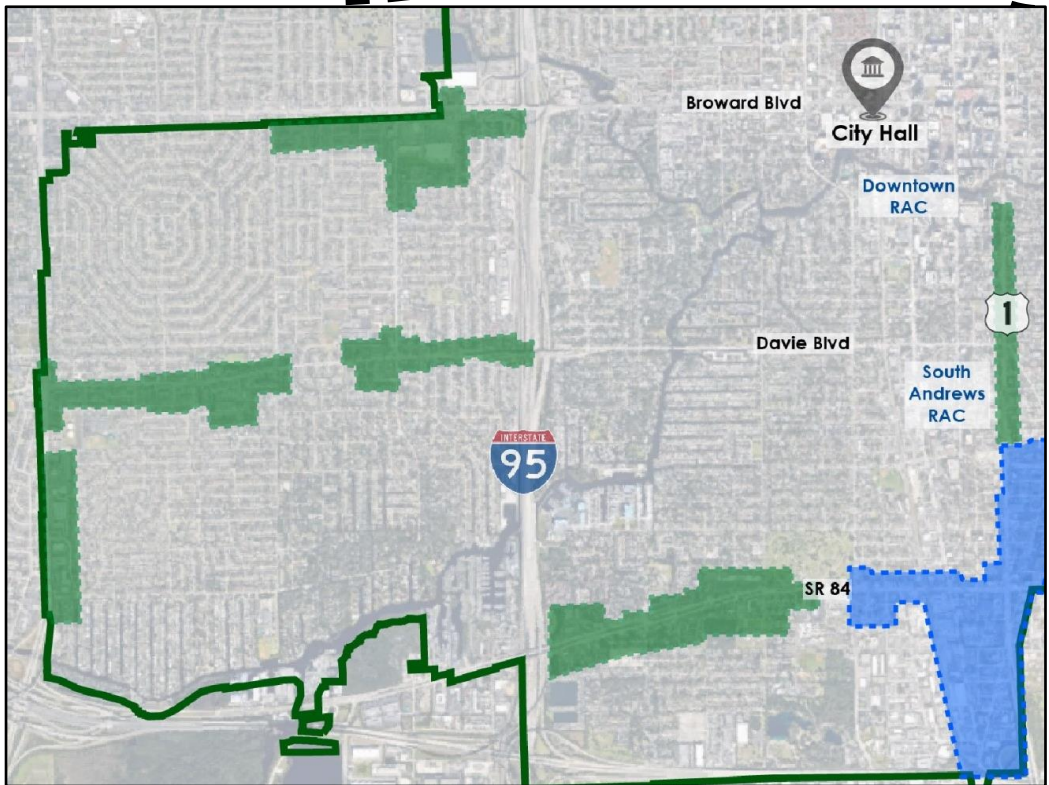 Broward Blvd
City Hall
Downtown
RAC
1
Davie Blvd
South
Andrews
RAC
INTERSTATE
95
SR 84